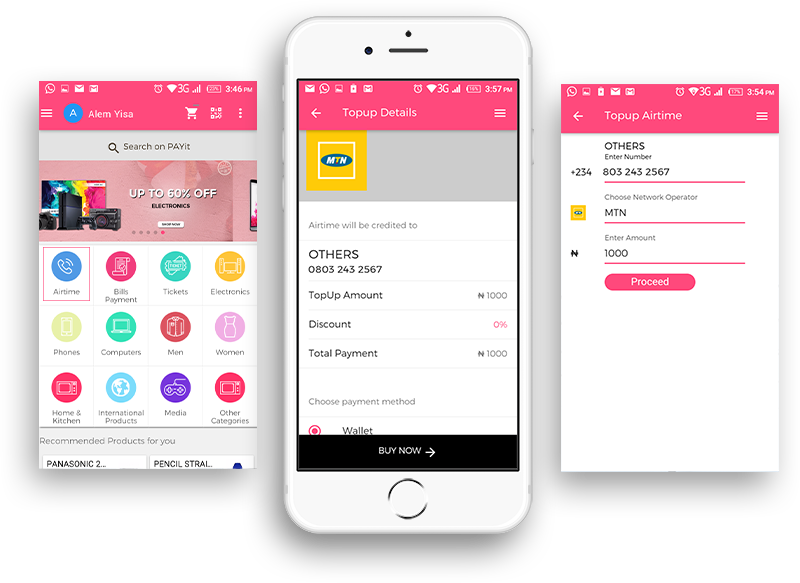 3G 21% 3:46 PM
A Alem Yisa
Search on PAYit
UP TO 60% OFF
ELECTRONICS
SHOP NOW
Airtime
Bills
Payment
Tickets
Electronics
Phones
Computers
Men
Women
Home &
Kitchen
International
Products
Media
Other
Categories
Recommended Products for you
PANASONIC 2...
PENCIL STRAI...
3G 16% 3:57 PM
Topup Details
MTN
Airtime will be credited to
OTHERS
0803 243 2567
TopUp Amount ₦ 1000
Discount 0%
Total Payment ₦ 1000
Choose payment method
Wallet
BUY NOW
3G 17% 3:54 PM
Topup Airtime
OTHERS
Enter Number
+234 803 243 2567
Choose Network Operator
MTN
Enter Amount
₦ 1000
Proceed